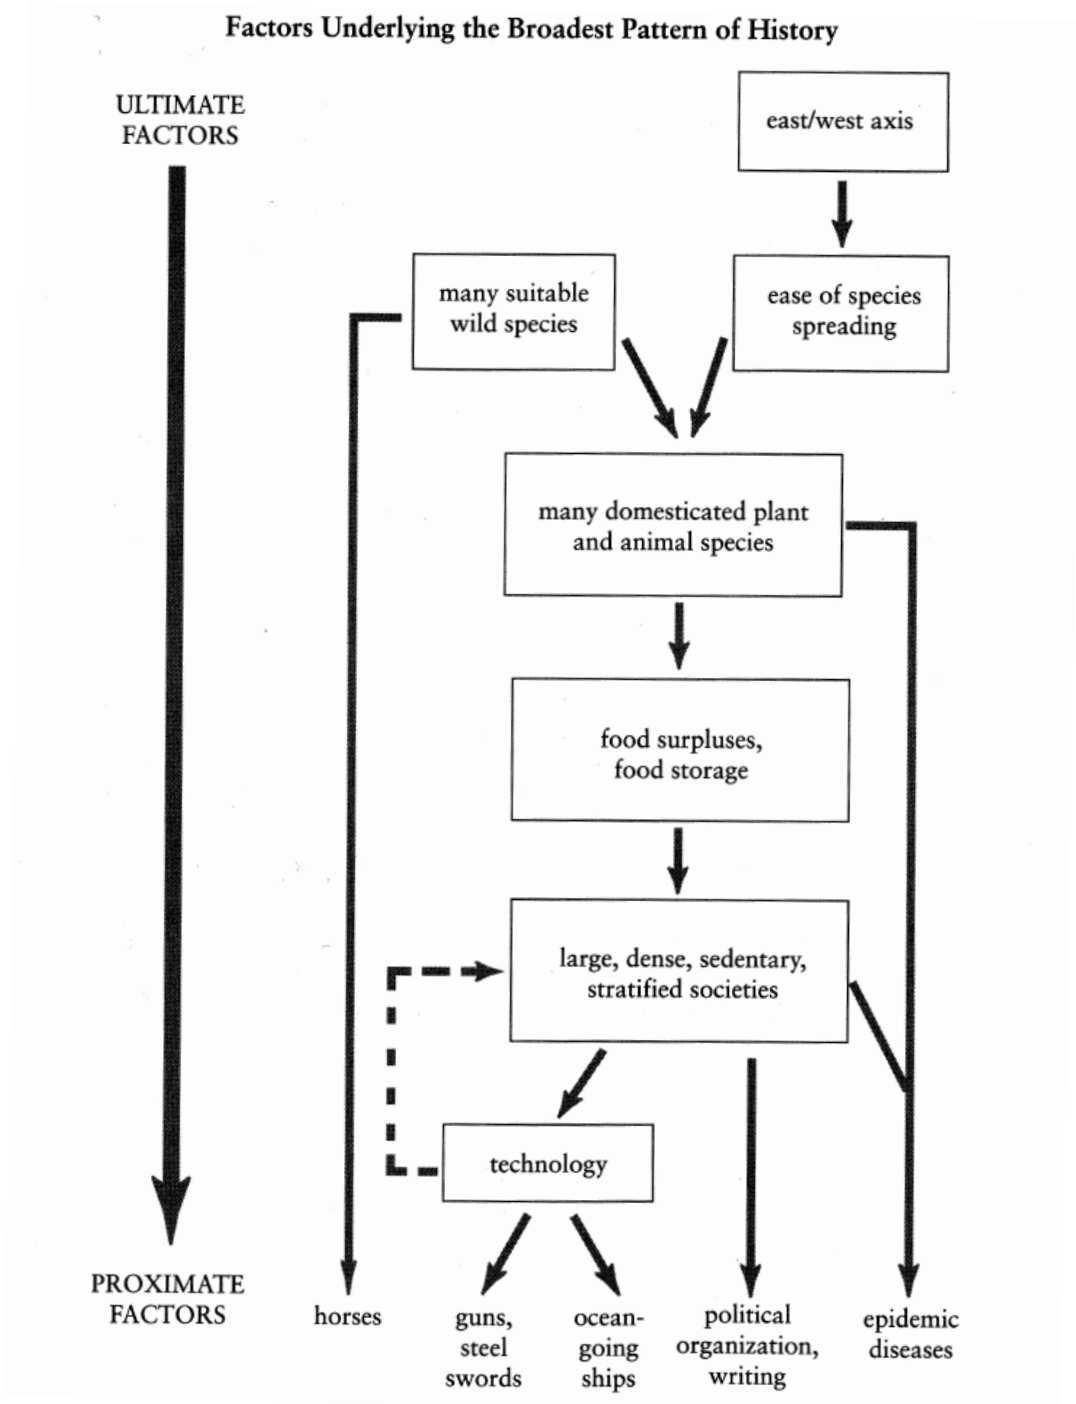 Factors Underlying the Broadest Pattern of History
ULTIMATE
FACTORS
east/west axis
many suitable
wild species
ease of species
spreading
many domesticated plant
and animal species
food surpluses,
food storage
large, dense, sedentary,
stratified societies
technology
PROXIMATE
FACTORS
horses
guns,
steel
swords
ocean-
going
ships
political
organization,
writing
epidemic
diseases